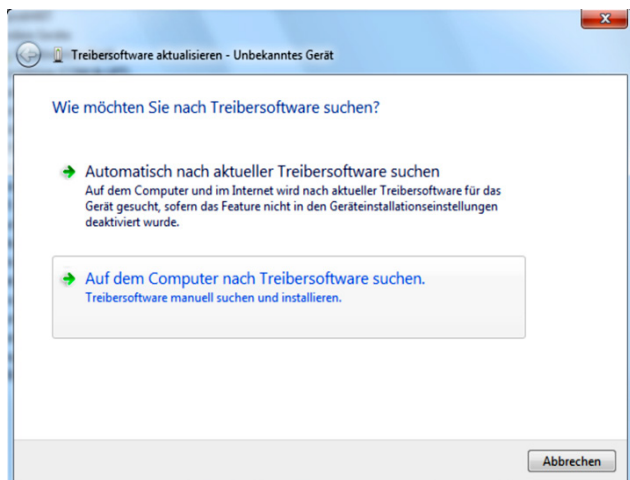 Treibersoftware aktualisieren - Unbekanntes Gerät
Wie möchten Sie nach Treibersoftware suchen?
Automatisch nach aktueller Treibersoftware suchen
Auf dem Computer und im Internet wird nach aktueller Treibersoftware für das
Gerät gesucht, sofern das Feature nicht in den Geräteinstallationseinstellungen
deaktiviert wurde.
Auf dem Computer nach Treibersoftware suchen.
Treibersoftware manuell suchen und installieren.
Abbrechen